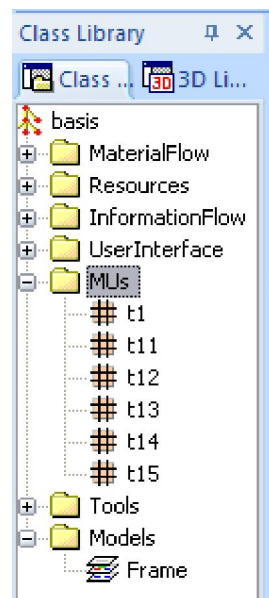 Class Library
Class ... 3D Li...
basis
MaterialFlow
Resources
InformationFlow
UserInterface
MUs
t1
t11
t12
t13
t14
t15
Tools
Models
Frame